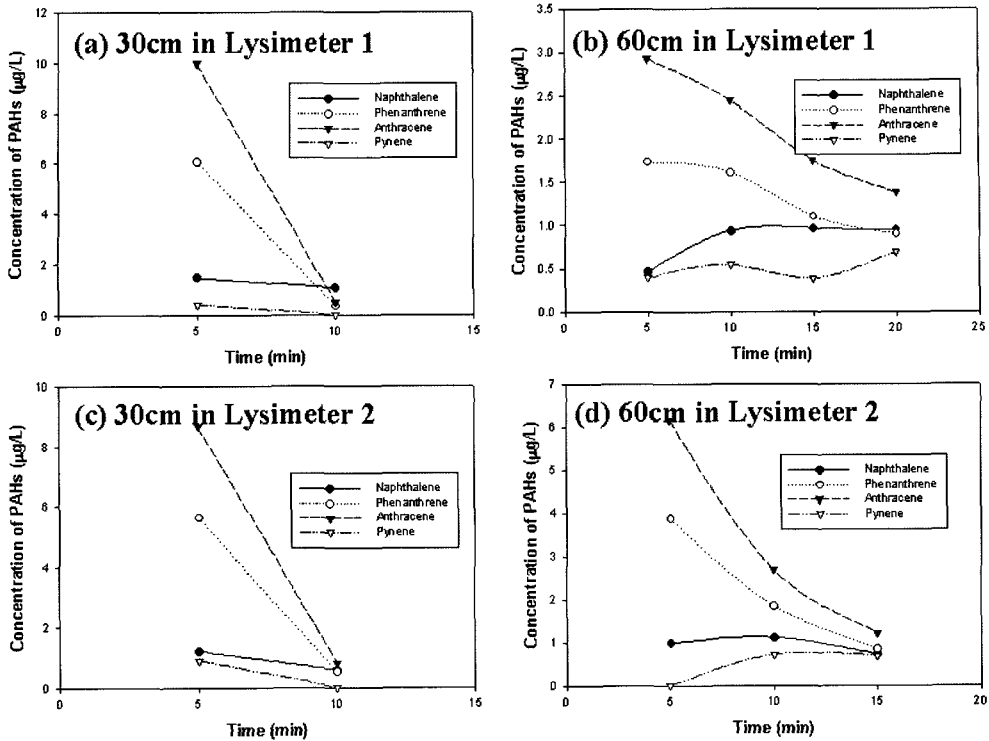 (a) 30cm in Lysimeter 1
Concentration of PAHs (µg/L)
12
10
8
6
4
2
0
0 5 10 15
Time (min)
Naphthalene
Phenanthrene
Anthracene
Pynene
(b) 60cm in Lysimeter 1
Concentration of PAHs (µg/L)
3.5
3.0
2.5
2.0
1.5
1.0
0.5
0.0
0 5 10 15 20 25
Time (min)
Naphthalene
Phenanthrene
Anthracene
Pynene
(c) 30cm in Lysimeter 2
Concentration of PAHs (µg/L)
10
8
6
4
2
0
0 5 10 15
Time (min)
Naphthalene
Phenanthrene
Anthracene
Pynene
(d) 60cm in Lysimeter 2
Concentration of PAHs (µg/L)
7
6
5
4
3
2
1
0
0 5 10 15 20
Time (min)
Naphthalene
Phenanthrene
Anthracene
Pynene